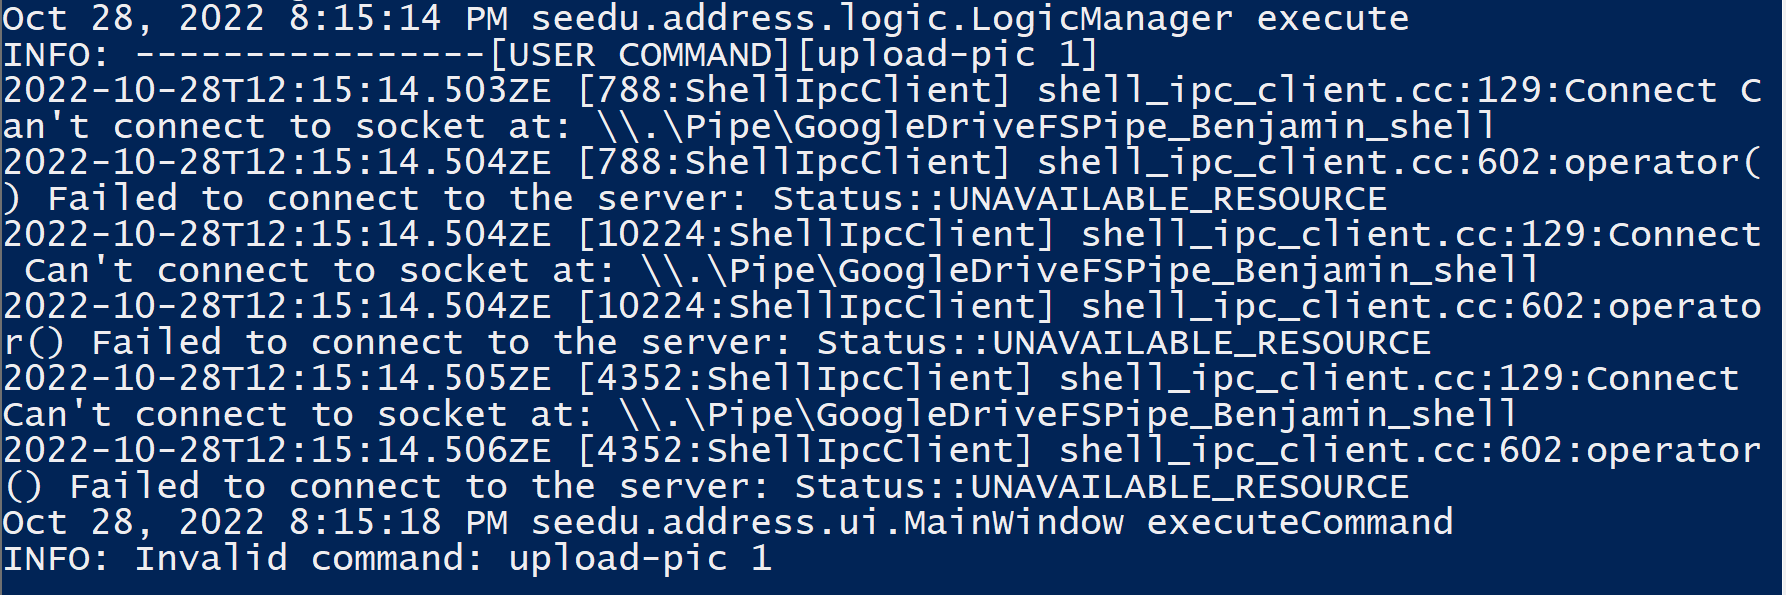 Oct 28, 2022 8:15:14 PM seedu.address.logic.LogicManager execute
INFO: ----------------[USER COMMAND][upload-pic 1]
2022-10-28T12:15:14.503ZE [788:ShellIpcClient] shell_ipc_client.cc:129:Connect C
an't connect to socket at: \\.\Pipe\GoogleDriveFSPipe_Benjamin_shell
2022-10-28T12:15:14.504ZE [788:ShellIpcClient] shell_ipc_client.cc:602:operator(
) Failed to connect to the server: Status::UNAVAILABLE_RESOURCE
2022-10-28T12:15:14.504ZE [10224:ShellIpcClient] shell_ipc_client.cc:129:Connect
 Can't connect to socket at: \\.\Pipe\GoogleDriveFSPipe_Benjamin_shell
2022-10-28T12:15:14.504ZE [10224:ShellIpcClient] shell_ipc_client.cc:602:operato
r() Failed to connect to the server: Status::UNAVAILABLE_RESOURCE
2022-10-28T12:15:14.505ZE [4352:ShellIpcClient] shell_ipc_client.cc:129:Connect
Can't connect to socket at: \\.\Pipe\GoogleDriveFSPipe_Benjamin_shell
2022-10-28T12:15:14.506ZE [4352:ShellIpcClient] shell_ipc_client.cc:602:operator
() Failed to connect to the server: Status::UNAVAILABLE_RESOURCE
Oct 28, 2022 8:15:18 PM seedu.address.ui.MainWindow executeCommand
INFO: Invalid command: upload-pic 1